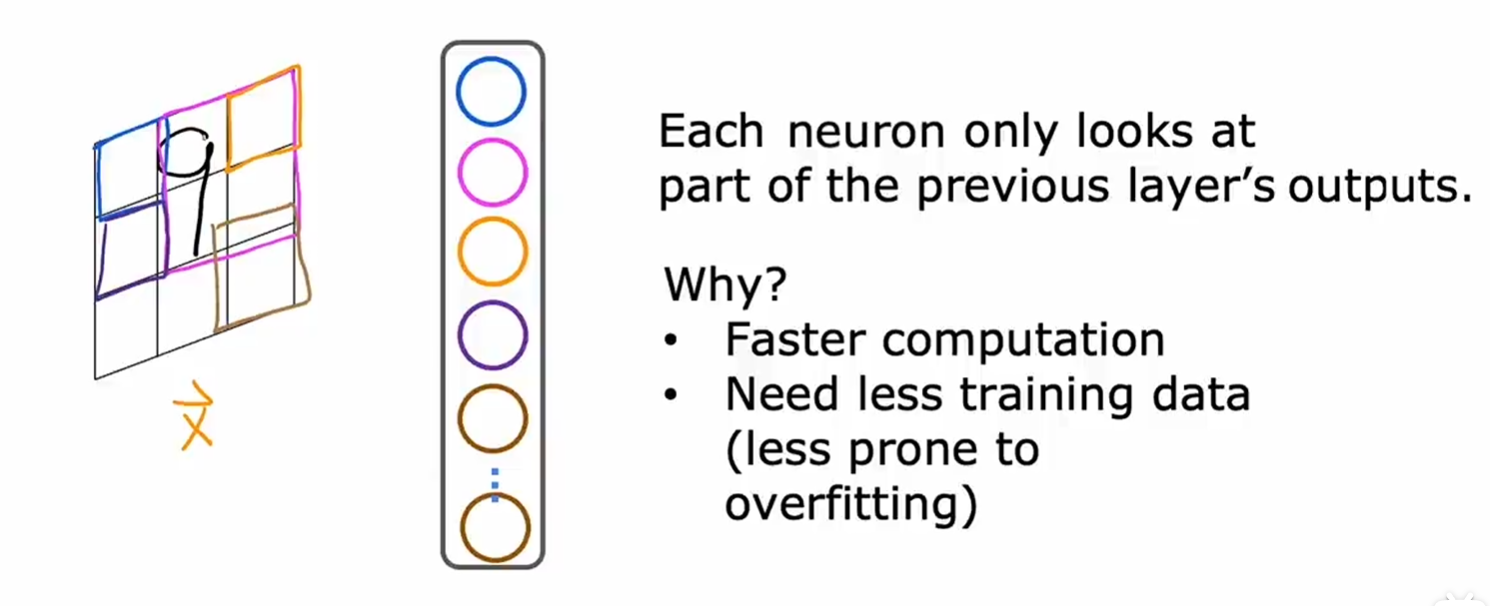 9
x⃗
Each neuron only looks at
part of the previous layer’s outputs.
Why?
• Faster computation
• Need less training data
(less prone to
overfitting)